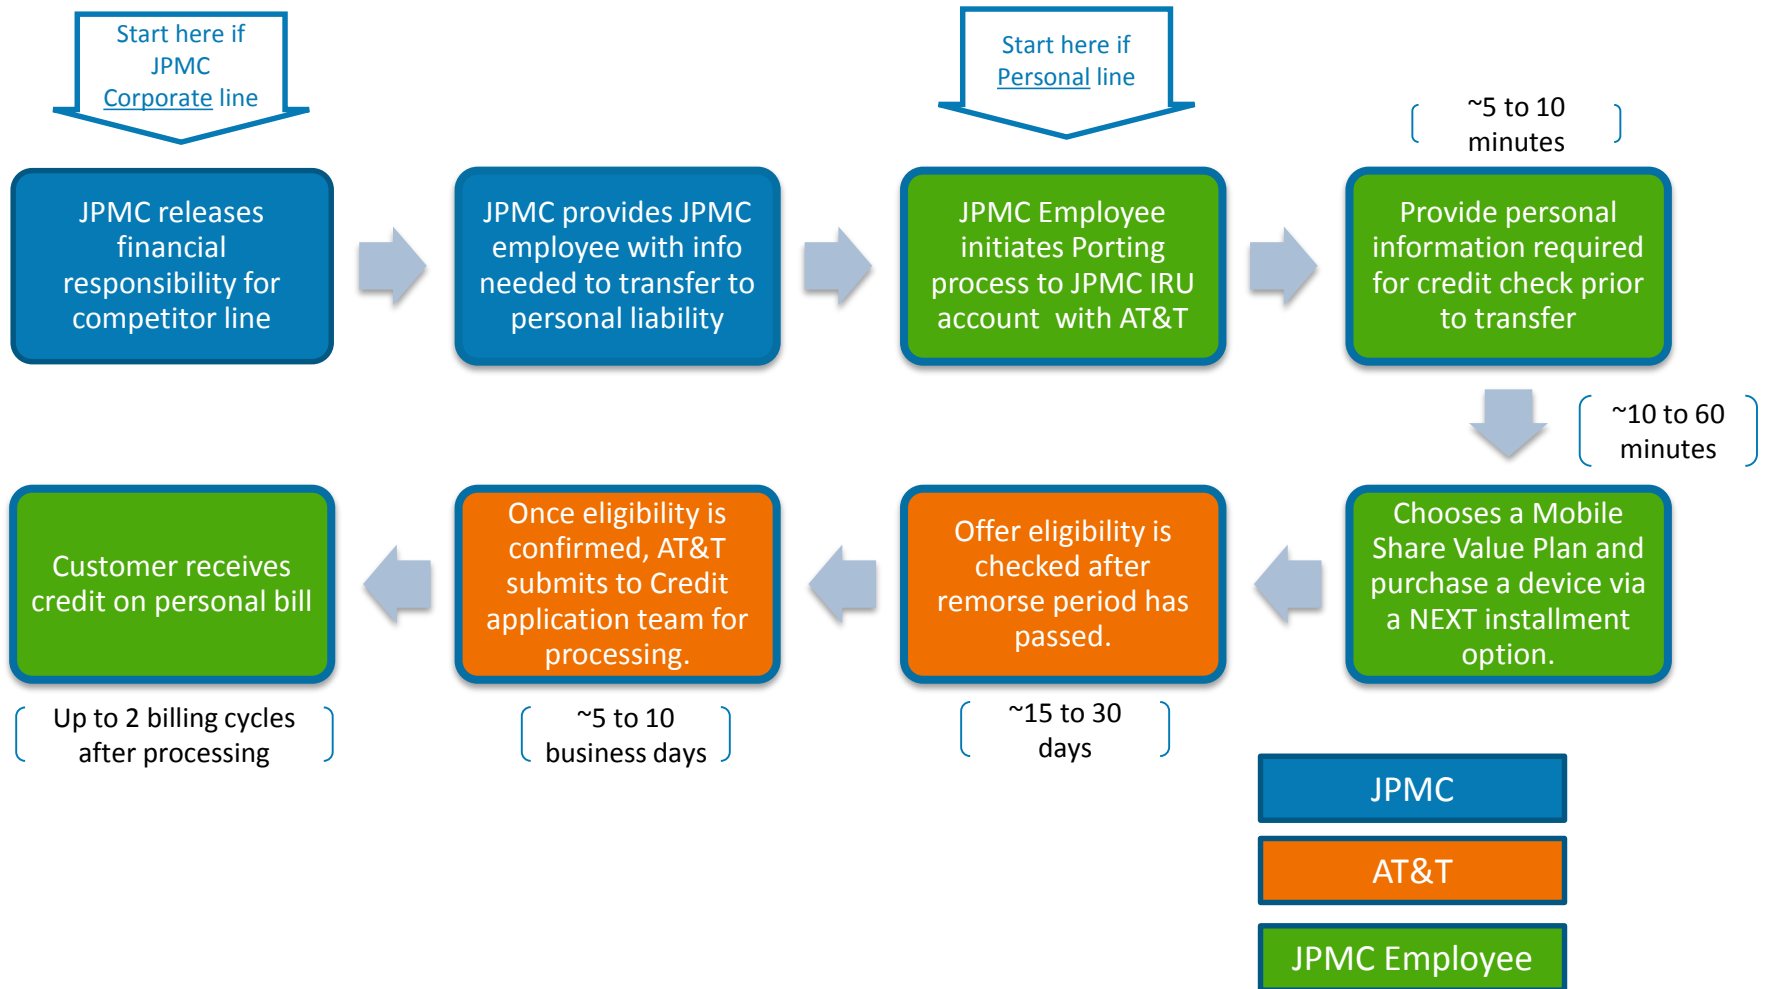 Start here if
JPMC
Corporate line
Start here if
Personal line
~5 to 10
minutes
JPMC releases
financial
responsibility for
competitor line
JPMC provides JPMC
employee with info
needed to transfer to
personal liability
JPMC Employee
initiates Porting
process to JPMC IRU
account with AT&T
Provide personal
information required
for credit check prior
to transfer
~10 to 60
minutes
Chooses a Mobile
Share Value Plan and
purchase a device via
a NEXT installment
option.
Offer eligibility is
checked after
remorse period has
passed.
Once eligibility is
confirmed, AT&T
submits to Credit
application team for
processing.
Customer receives
credit on personal bill
Up to 2 billing cycles
after processing
~5 to 10
business days
~15 to 30
days
JPMC
AT&T
JPMC Employee